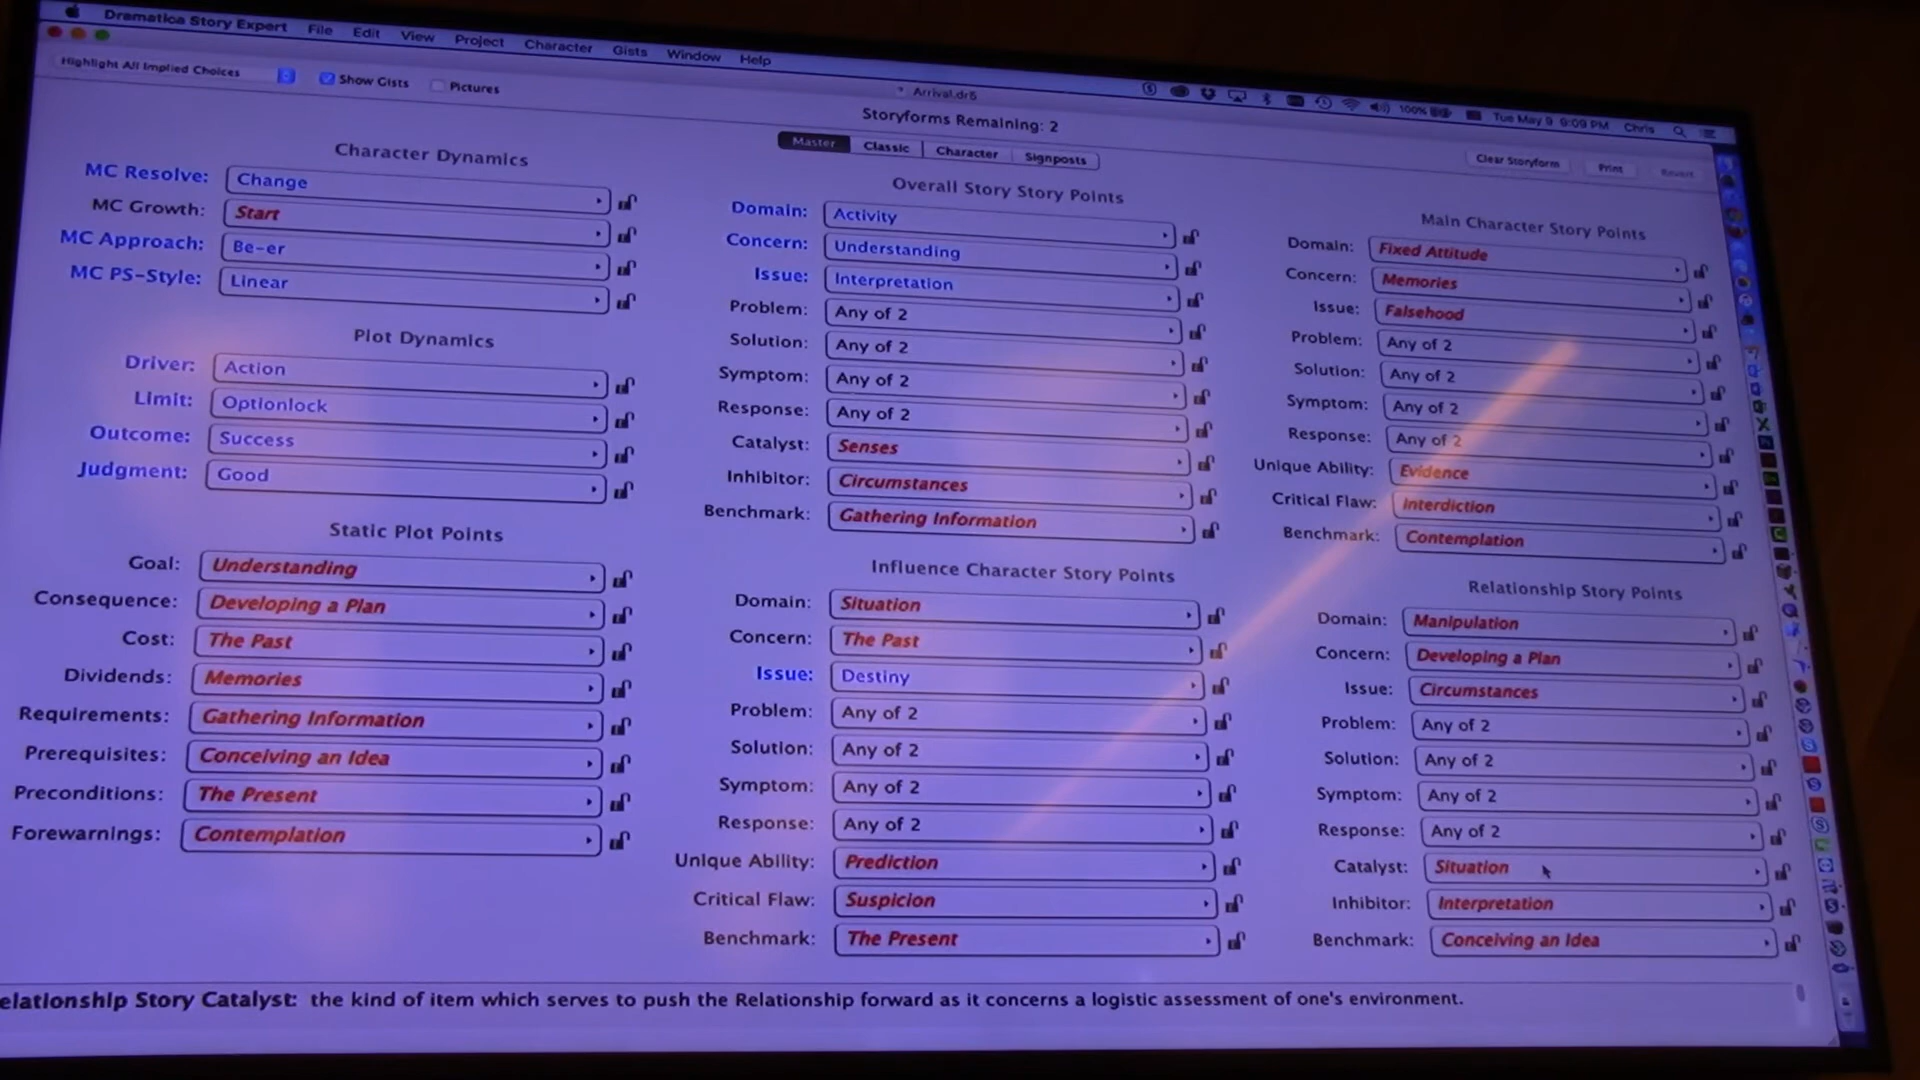 Dramatica Story Expert File Edit View Project Character Gists Window Help
100% Tue May 9 9:09 PM Chris
Highlight All Implied Choices Show Gists Pictures
Arrival.dr5
Storyforms Remaining: 2
Master Classic Character Signposts
Clear Storyform Print Revert
Character Dynamics
MC Resolve: Change
MC Growth: Start
MC Approach: Be-er
MC PS-Style: Linear
Plot Dynamics
Driver: Action
Limit: Optionlock
Outcome: Success
Judgment: Good
Static Plot Points
Goal: Understanding
Consequence: Developing a Plan
Cost: The Past
Dividends: Memories
Requirements: Gathering Information
Prerequisites: Conceiving an Idea
Preconditions: The Present
Forewarnings: Contemplation
Overall Story Story Points
Domain: Activity
Concern: Understanding
Issue: Interpretation
Problem: Any of 2
Solution: Any of 2
Symptom: Any of 2
Response: Any of 2
Catalyst: Senses
Inhibitor: Circumstances
Benchmark: Gathering Information
Influence Character Story Points
Domain: Situation
Concern: The Past
Issue: Destiny
Problem: Any of 2
Solution: Any of 2
Symptom: Any of 2
Response: Any of 2
Unique Ability: Prediction
Critical Flaw: Suspicion
Benchmark: The Present
Main Character Story Points
Domain: Fixed Attitude
Concern: Memories
Issue: Falsehood
Problem: Any of 2
Solution: Any of 2
Symptom: Any of 2
Response: Any of 2
Unique Ability: Evidence
Critical Flaw: Interdiction
Benchmark: Contemplation
Relationship Story Points
Domain: Manipulation
Concern: Developing a Plan
Issue: Circumstances
Problem: Any of 2
Solution: Any of 2
Symptom: Any of 2
Response: Any of 2
Catalyst: Situation
Inhibitor: Interpretation
Benchmark: Conceiving an Idea
elationship Story Catalyst: the kind of item which serves to push the Relationship forward as it concerns a logistic assessment of one's environment.